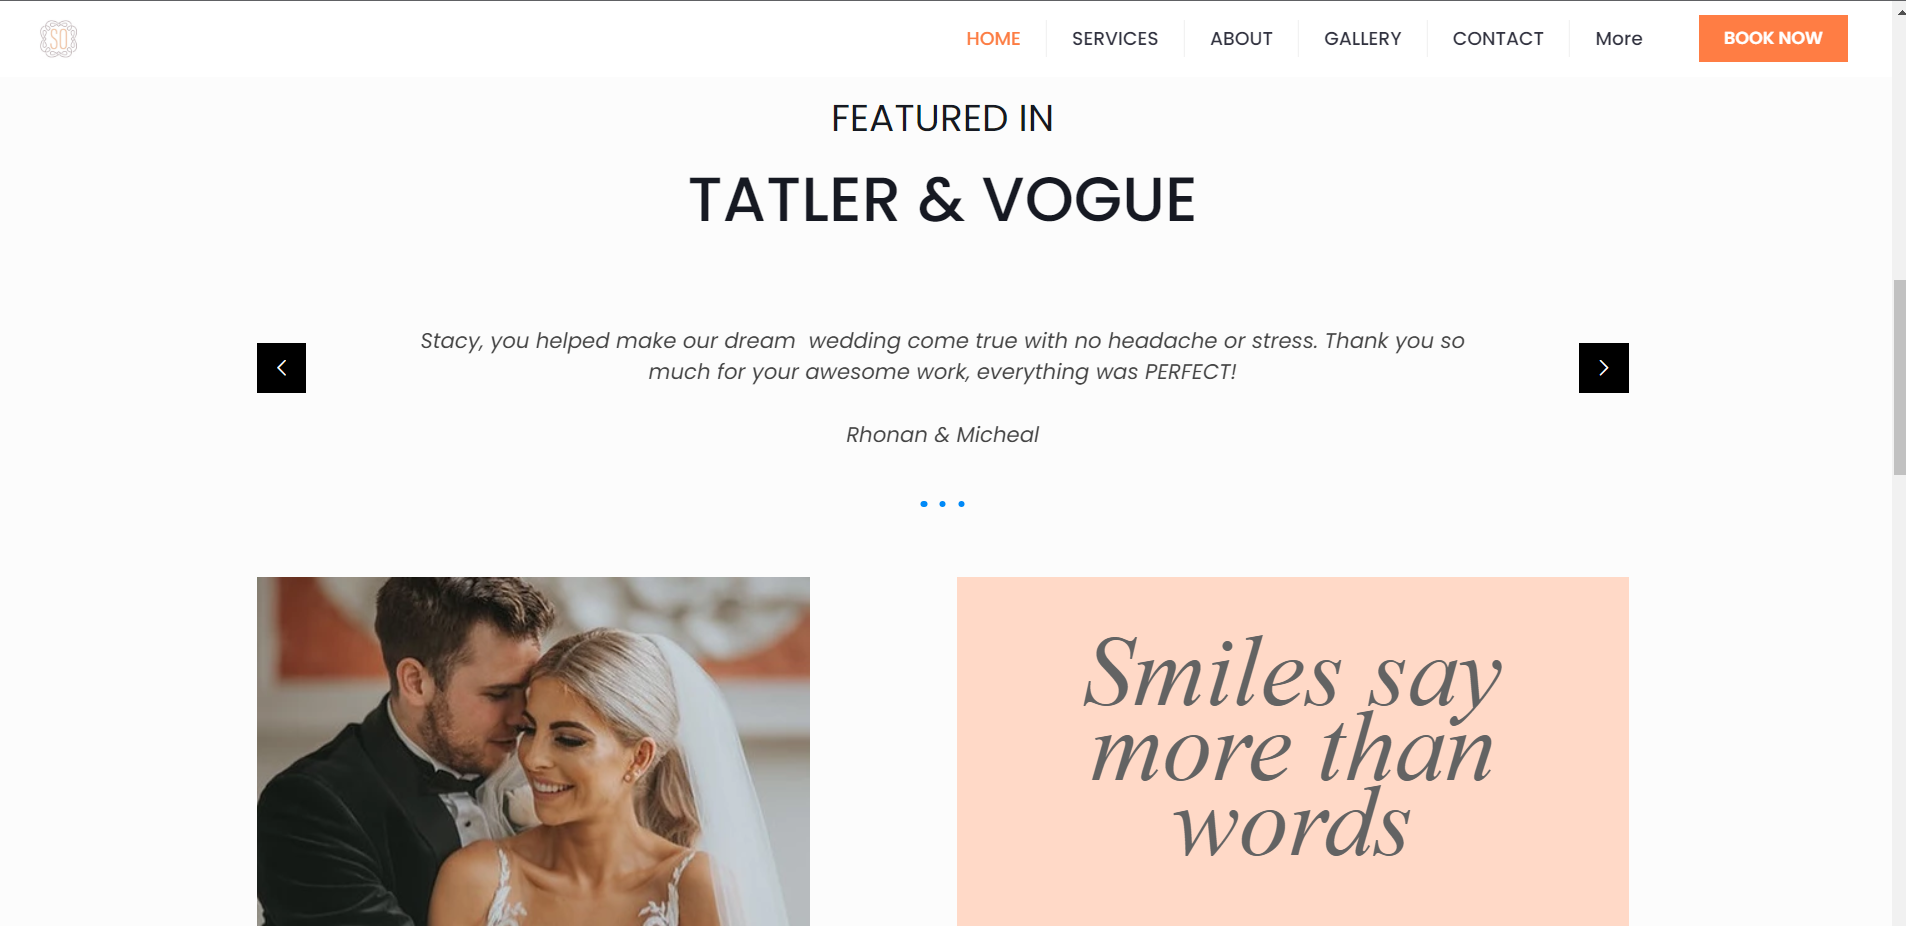 SO
HOME SERVICES ABOUT GALLERY CONTACT More BOOK NOW
FEATURED IN
TATLER & VOGUE
Stacy, you helped make our dream  wedding come true with no headache or stress. Thank you so
much for your awesome work, everything was PERFECT!
Rhonan & Micheal
Smiles say
more than
words